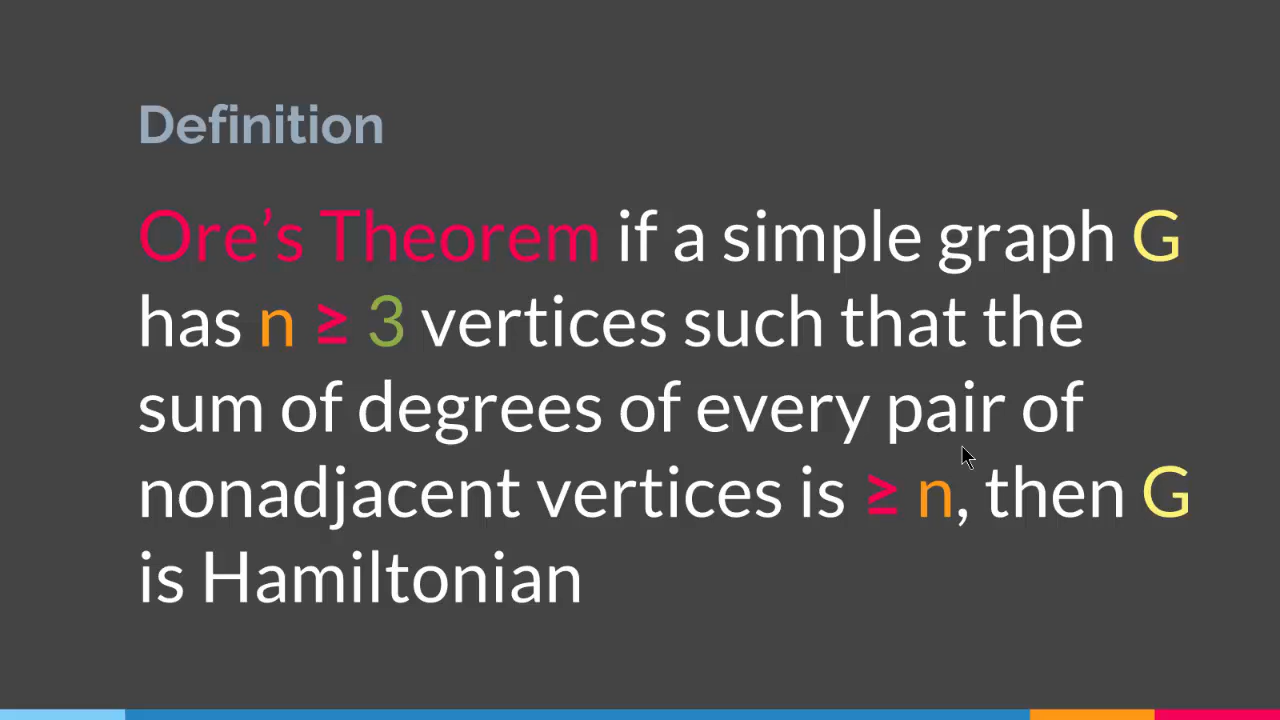 Definition
Ore’s Theorem if a simple graph G
has n ≥ 3 vertices such that the
sum of degrees of every pair of
nonadjacent vertices is ≥ n, then G
is Hamiltonian